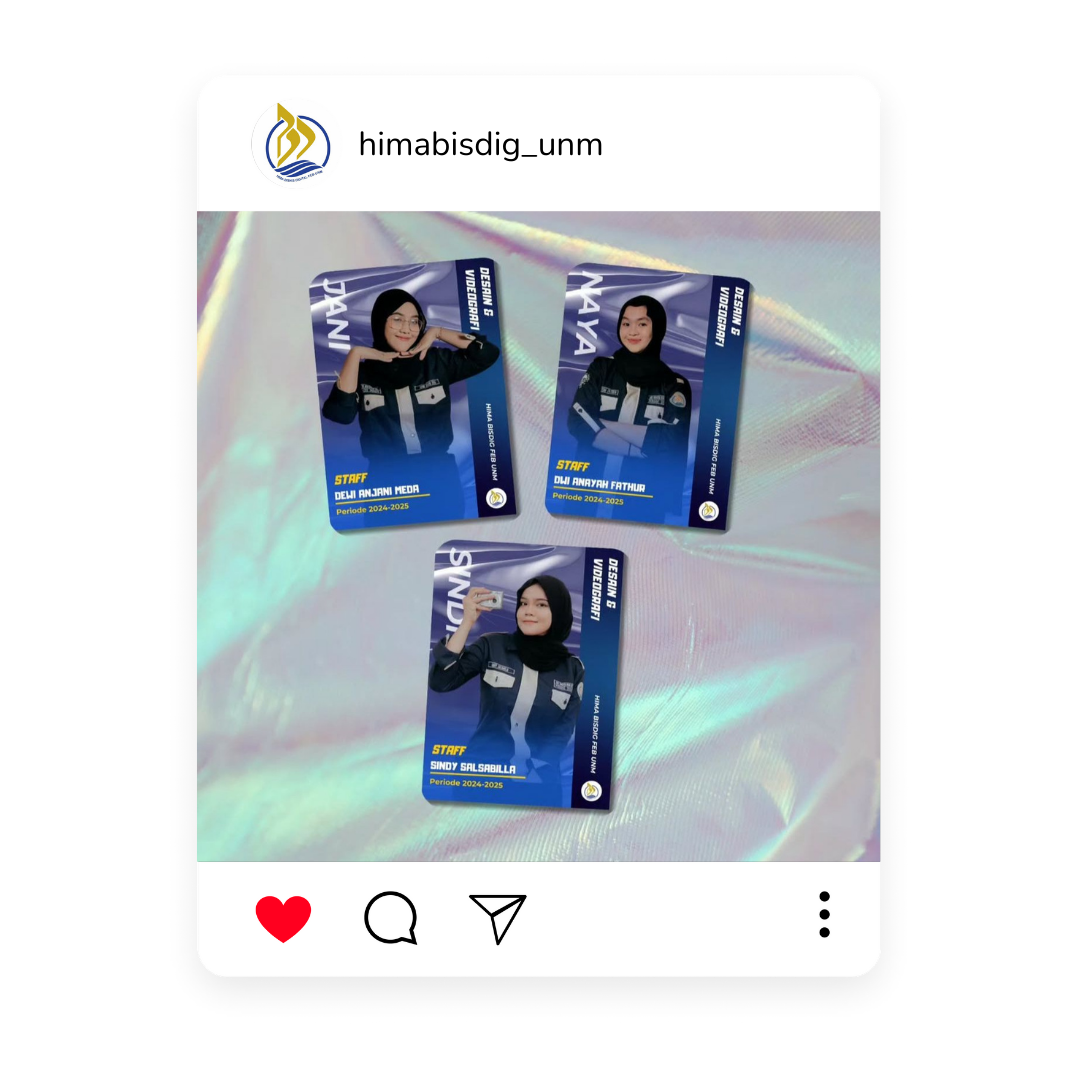 himabisdig_unm
JANI
DESAIN &
VIDEOGRAFI
HIMA BISDIG FEB UNM
STAFF
DEWI ANJANI MEDA
Periode 2024-2025
NAYA
DESAIN &
VIDEOGRAFI
HIMA BISDIG FEB UNM
STAFF
DWI ANAYAH FATHUR
Periode 2024-2025
SYNDI
DESAIN &
VIDEOGRAFI
HIMA BISDIG FEB UNM
STAFF
SINDY SALSABILLA
Periode 2024-2025